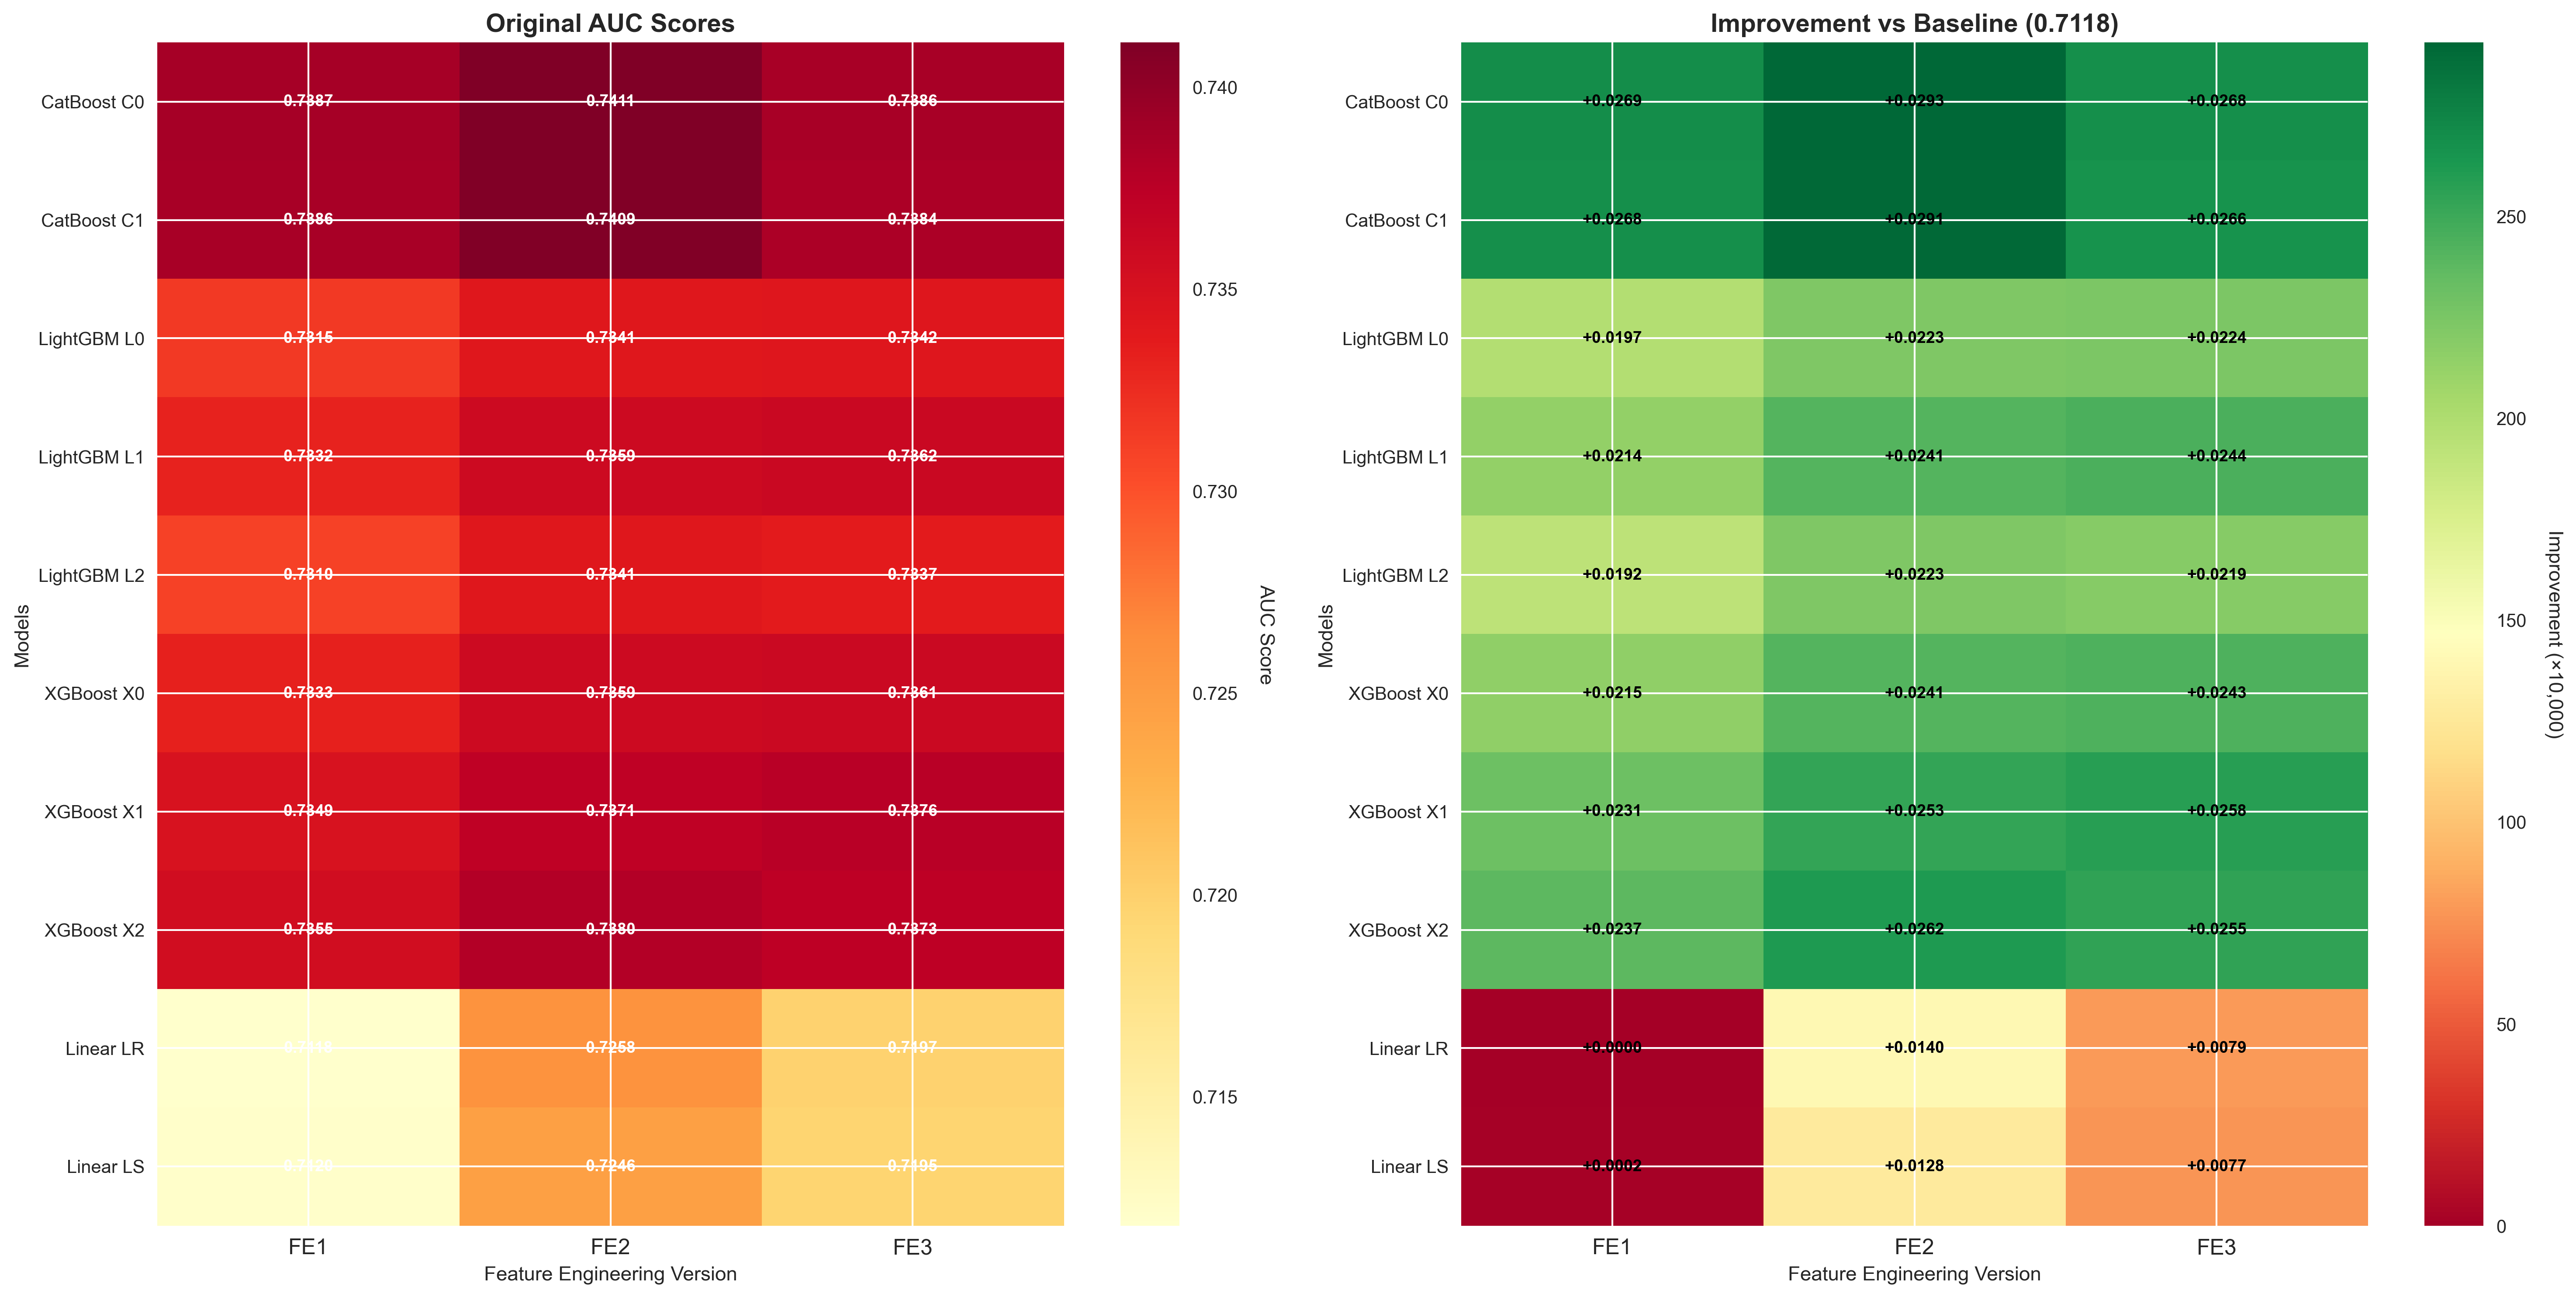 Original AUC Scores
CatBoost C0 0.7387 0.7411 0.7386
CatBoost C1 0.7386 0.7409 0.7384
LightGBM L0 0.7315 0.7341 0.7342
LightGBM L1 0.7332 0.7359 0.7362
LightGBM L2 0.7310 0.7341 0.7337
XGBoost X0 0.7333 0.7359 0.7361
XGBoost X1 0.7349 0.7371 0.7376
XGBoost X2 0.7355 0.7380 0.7373
Linear LR 0.7258 0.7197
Linear LS 0.7246 0.7195
FE1 FE2 FE3
Feature Engineering Version
Models
0.740
0.735
0.730
0.725
0.720
0.715
AUC Score
Improvement vs Baseline (0.7118)
CatBoost C0 +0.0269 +0.0293 +0.0268
CatBoost C1 +0.0268 +0.0291 +0.0266
LightGBM L0 +0.0197 +0.0223 +0.0224
LightGBM L1 +0.0214 +0.0241 +0.0244
LightGBM L2 +0.0192 +0.0223 +0.0219
XGBoost X0 +0.0215 +0.0241 +0.0243
XGBoost X1 +0.0231 +0.0253 +0.0258
XGBoost X2 +0.0237 +0.0262 +0.0255
Linear LR +0.0000 +0.0140 +0.0079
Linear LS +0.0002 +0.0128 +0.0077
FE1 FE2 FE3
Feature Engineering Version
Models
250
200
150
100
50
0
Improvement (×10,000)